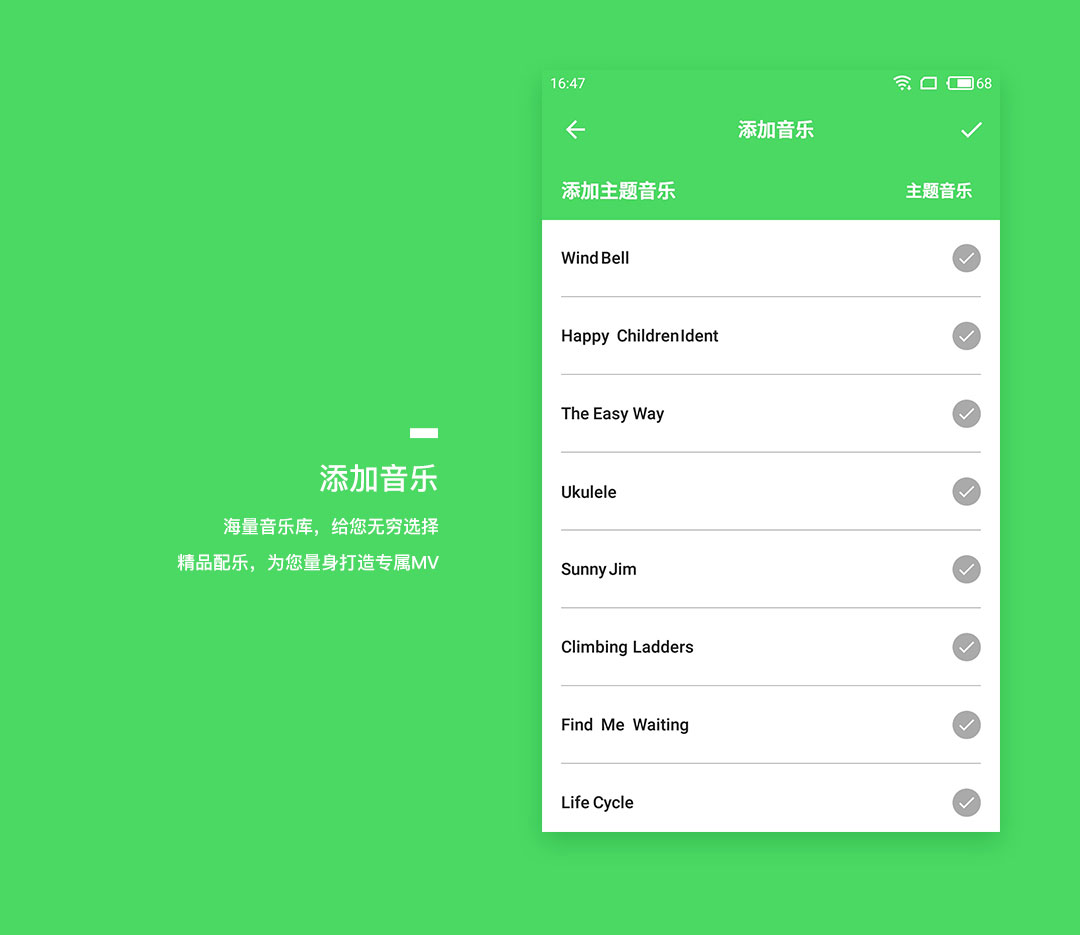 添加音乐
海量音乐库，给您无穷选择
精品配乐，为您量身打造专属MV
16:47
68
添加音乐
添加主题音乐
主题音乐
Wind Bell
Happy ChildrenIdent
The Easy Way
Ukulele
Sunny Jim
Climbing Ladders
Find Me Waiting
Life Cycle